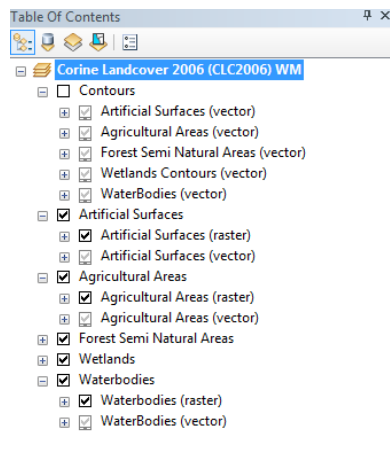 Table Of Contents
Corine Landcover 2006 (CLC2006) WM
Contours
Artificial Surfaces (vector)
Agricultural Areas (vector)
Forest Semi Natural Areas (vector)
Wetlands Contours (vector)
WaterBodies (vector)
Artificial Surfaces
Artificial Surfaces (raster)
Artificial Surfaces (vector)
Agricultural Areas
Agricultural Areas (raster)
Agricultural Areas (vector)
Forest Semi Natural Areas
Wetlands
Waterbodies
Waterbodies (raster)
WaterBodies (vector)